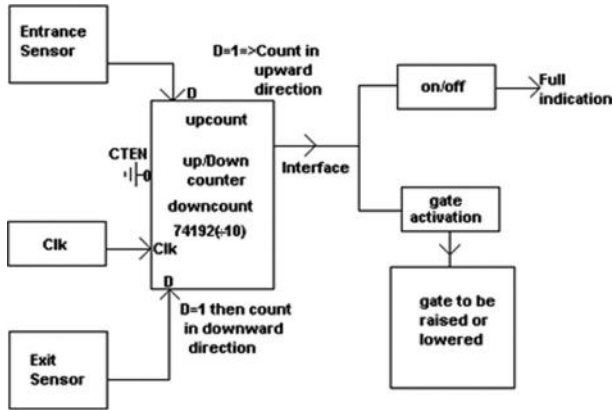 Entrance
Sensor
D=1=>Count in
upward
direction
D
on/off
Full
indication
upcount
CTEN
0
up/Down
counter
Interface
downcount
gate
activation
74192(÷10)
Clk
Clk
D
D=1 then count
in downward
direction
gate to be
raised or
lowered
Exit
Sensor